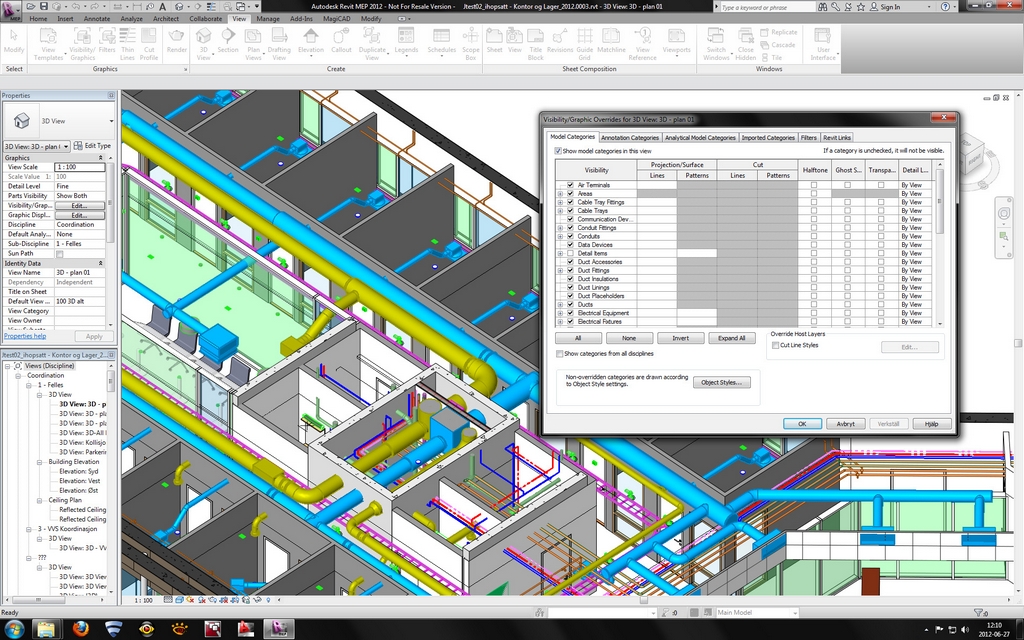 Autodesk Revit MEP 2012 - Not For Resale Version - Jtest02_ihopsatt - Kontor og Lager_2012.0003.rvt - 3D View: 3D - plan 01
Type a keyword or phrase
Sign In
Home Insert Annotate Analyze Architect Collaborate View Manage Add-Ins MagiCAD Modify
Modify
View Templates
Visibility/ Graphics
Filters
Thin Lines
Cut Profile
Render
3D View
Section
Plan View
Drafting View
Elevation
Callout
Duplicate View
Legends
Schedules
Scope Box
Sheet
View
Title Block
Revisions
Guide Grid
Matchline
View Reference
Viewports
Switch Windows
Close Hidden
Replicate
Cascade
Tile
User Interface
Select
Graphics
Create
Sheet Composition
Windows
Properties
3D View
3D View: 3D - plan
Edit Type
Graphics
View Scale 1 : 100
Scale Value 1: 100
Detail Level Fine
Parts Visibility Show Both
Visibility/Grap... Edit...
Graphic Displ... Edit...
Discipline Coordination
Default Analy... None
Sub-Discipline 1 - Felles
Sun Path
Identity Data
View Name 3D - plan 01
Dependency Independent
Title on Sheet
Default View ... 100 3D alt
View Category
View Owner
Properties help
Apply
Jtest02_ihopsatt - Kontor og Lager_2...
Views (Discipline)
Coordination
1 - Felles
3D View
3D View: 3D - p
3D View: 3D - pl
3D View: 3D - pl
3D View: 3D-All
3D View: Kollisjo
3D View: Parkerin
Building Elevation
Elevation: Syd
Elevation: Vest
Elevation: Øst
Ceiling Plan
Reflected Ceiling
Reflected Ceiling
3 - VVS Koordinasjon
3D View
3D View: 3D - VV
???
3D View
3D View: 3D View
3D View: 3D View
3D View: 3D View
Visibility/Graphic Overrides for 3D View: 3D - plan 01
Model Categories
Annotation Categories
Analytical Model Categories
Imported Categories
Filters
Revit Links
Show model categories in this view
If a category is unchecked, it will not be visible.
Visibility
Projection/Surface
Cut
Halftone
Ghost S...
Transpa...
Detail L...
Lines Patterns Lines Patterns
Air Terminals By View
Areas By View
Cable Tray Fittings By View
Cable Trays By View
Communication Dev... By View
Conduit Fittings By View
Conduits By View
Data Devices By View
Detail Items By View
Duct Accessories By View
Duct Fittings By View
Duct Insulations By View
Duct Linings By View
Duct Placeholders By View
Ducts By View
Electrical Equipment By View
Electrical Fixtures By View
All
None
Invert
Expand All
Show categories from all disciplines
Override Host Layers
Cut Line Styles
Edit...
Non-overridden categories are drawn according to Object Style settings.
Object Styles...
OK
Avbryt
Verkställ
Hjälp
1 : 100
Ready
:0
Main Model
:0
12:10
2012-06-27